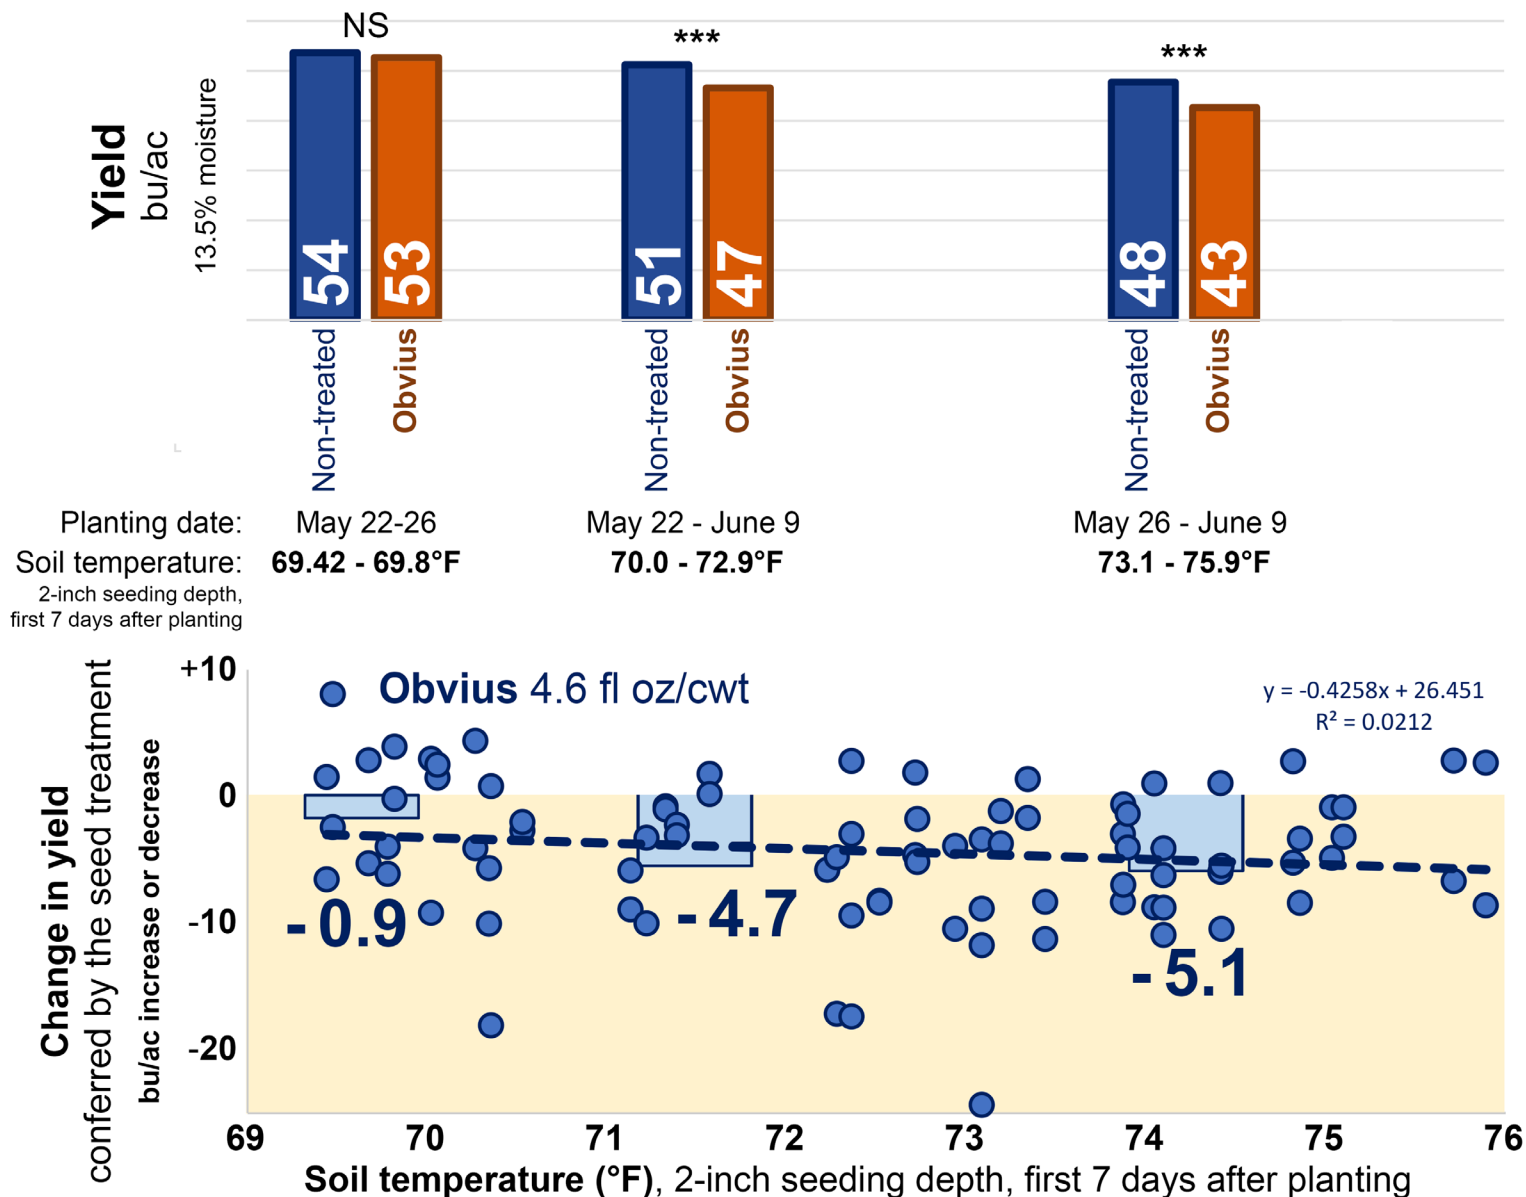 NS
***
***
Yield
bu/ac
13.5% moisture
54
53
51
47
48
43
Non-treated
Obvius
Non-treated
Obvius
Non-treated
Obvius
Planting date: May 22-26 May 22 - June 9 May 26 - June 9
Soil temperature: 69.42 - 69.8°F 70.0 - 72.9°F 73.1 - 75.9°F
2-inch seeding depth,
first 7 days after planting
Change in yield
conferred by the seed treatment
bu/ac increase or decrease
+10
0
-10
-20
Obvius 4.6 fl oz/cwt
y = -0.4258x + 26.451
R² = 0.0212
- 0.9
- 4.7
- 5.1
69 70 71 72 73 74 75 76
Soil temperature (°F), 2-inch seeding depth, first 7 days after planting